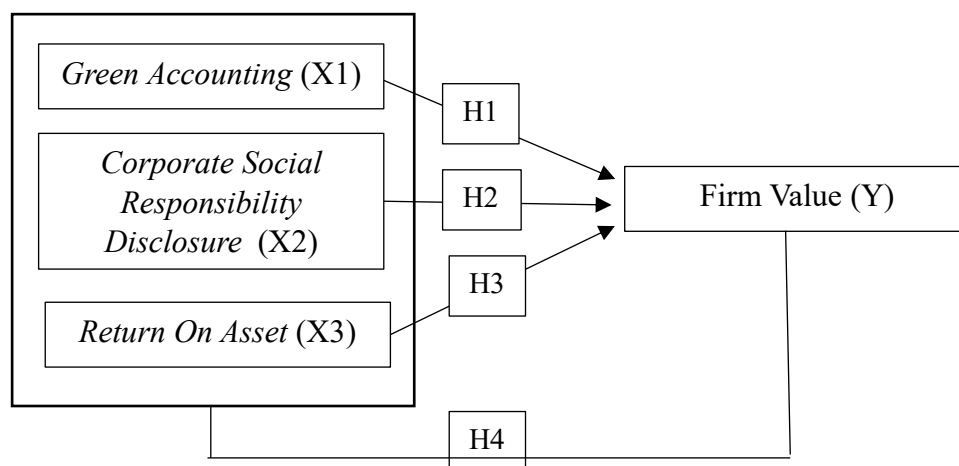 Green Accounting (X1)
H1
Corporate Social
Responsibility
Disclosure (X2)
H2
Firm Value (Y)
Return On Asset (X3)
H3
H4